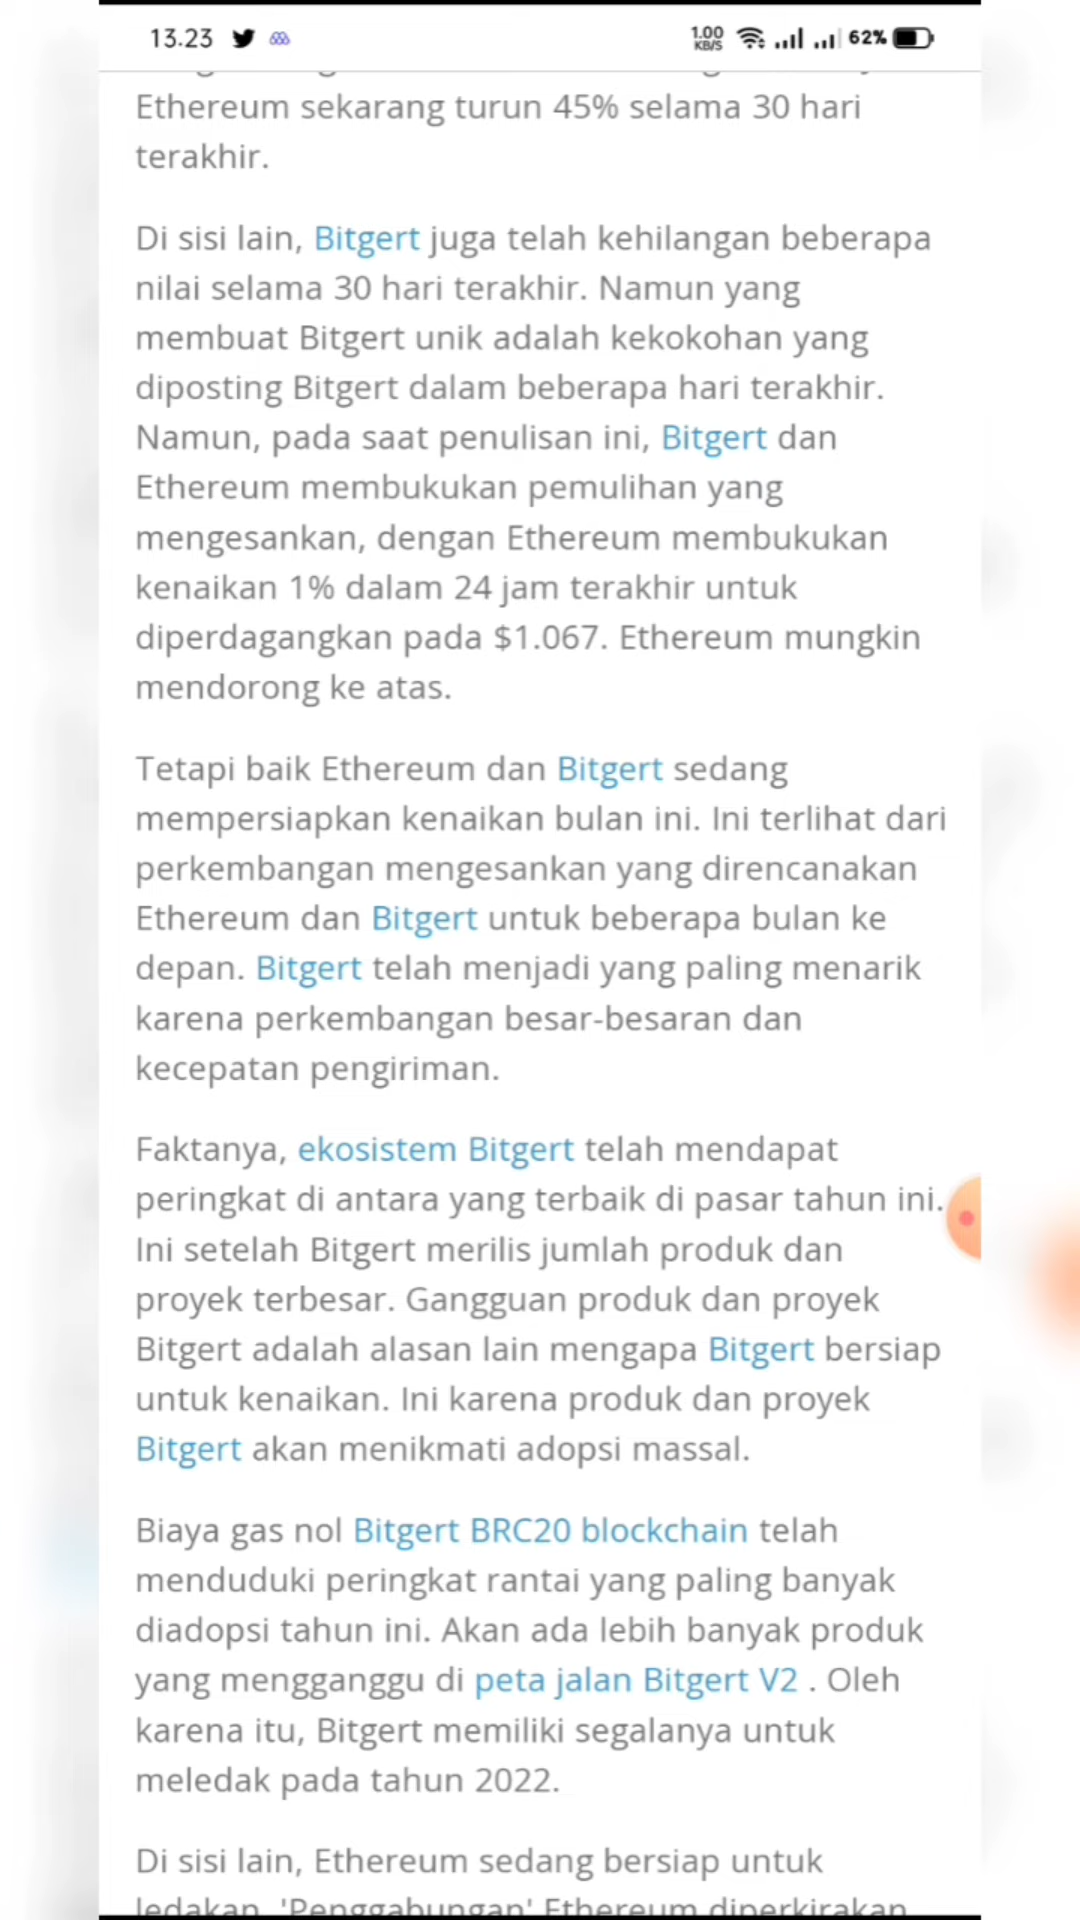 13.23
1.00 KB/S
62%
Ethereum sekarang turun 45% selama 30 hari
terakhir.
Di sisi lain, Bitgert juga telah kehilangan beberapa
nilai selama 30 hari terakhir. Namun yang
membuat Bitgert unik adalah kekokohan yang
diposting Bitgert dalam beberapa hari terakhir.
Namun, pada saat penulisan ini, Bitgert dan
Ethereum membukukan pemulihan yang
mengesankan, dengan Ethereum membukukan
kenaikan 1% dalam 24 jam terakhir untuk
diperdagangkan pada $1.067. Ethereum mungkin
mendorong ke atas.
Tetapi baik Ethereum dan Bitgert sedang
mempersiapkan kenaikan bulan ini. Ini terlihat dari
perkembangan mengesankan yang direncanakan
Ethereum dan Bitgert untuk beberapa bulan ke
depan. Bitgert telah menjadi yang paling menarik
karena perkembangan besar-besaran dan
kecepatan pengiriman.
Faktanya, ekosistem Bitgert telah mendapat
peringkat di antara yang terbaik di pasar tahun ini.
Ini setelah Bitgert merilis jumlah produk dan
proyek terbesar. Gangguan produk dan proyek
Bitgert adalah alasan lain mengapa Bitgert bersiap
untuk kenaikan. Ini karena produk dan proyek
Bitgert akan menikmati adopsi massal.
Biaya gas nol Bitgert BRC20 blockchain telah
menduduki peringkat rantai yang paling banyak
diadopsi tahun ini. Akan ada lebih banyak produk
yang mengganggu di peta jalan Bitgert V2 . Oleh
karena itu, Bitgert memiliki segalanya untuk
meledak pada tahun 2022.
Di sisi lain, Ethereum sedang bersiap untuk
ledakan. 'Penggabungan' Ethereum diperkirakan